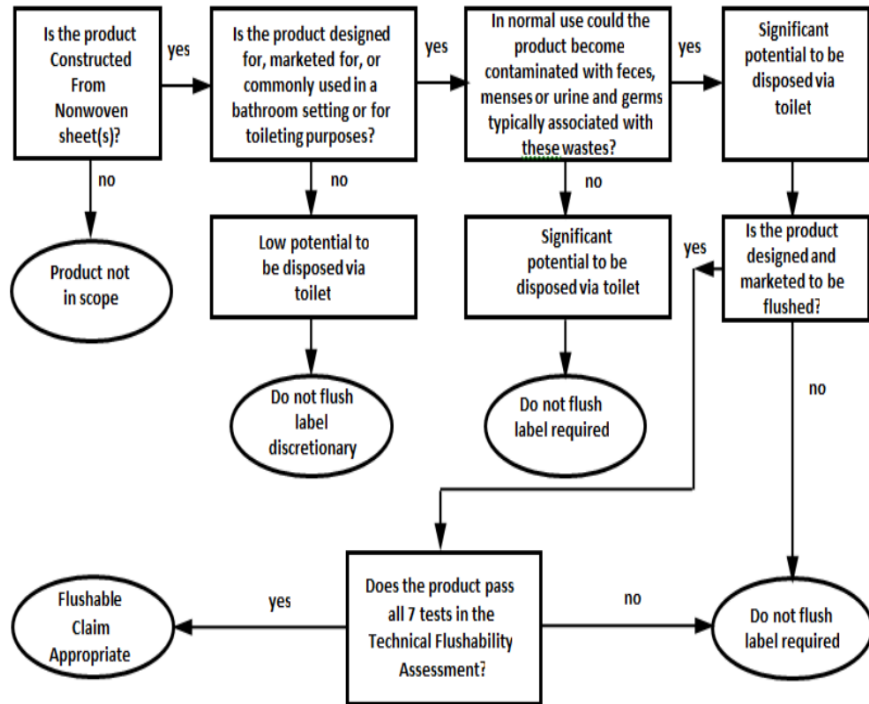 Is the product
Constructed
From
Nonwoven
sheet(s)?
yes
Is the product designed
for, marketed for, or
commonly used in a
bathroom setting or for
toileting purposes?
yes
In normal use could the
product become
contaminated with feces,
menses or urine and germs
typically associated with
these wastes?
yes
Significant
potential to be
disposed via
toilet
no
no
no
Product not
in scope
Low potential to
be disposed via
toilet
Significant
potential to be
disposed via toilet
yes
Is the product
designed and
marketed to be
flushed?
Do not flush
label
discretionary
Do not flush
label required
no
Flushable
Claim
Appropriate
yes
Does the product pass
all 7 tests in the
Technical Flushability
Assessment?
no
Do not flush
label required